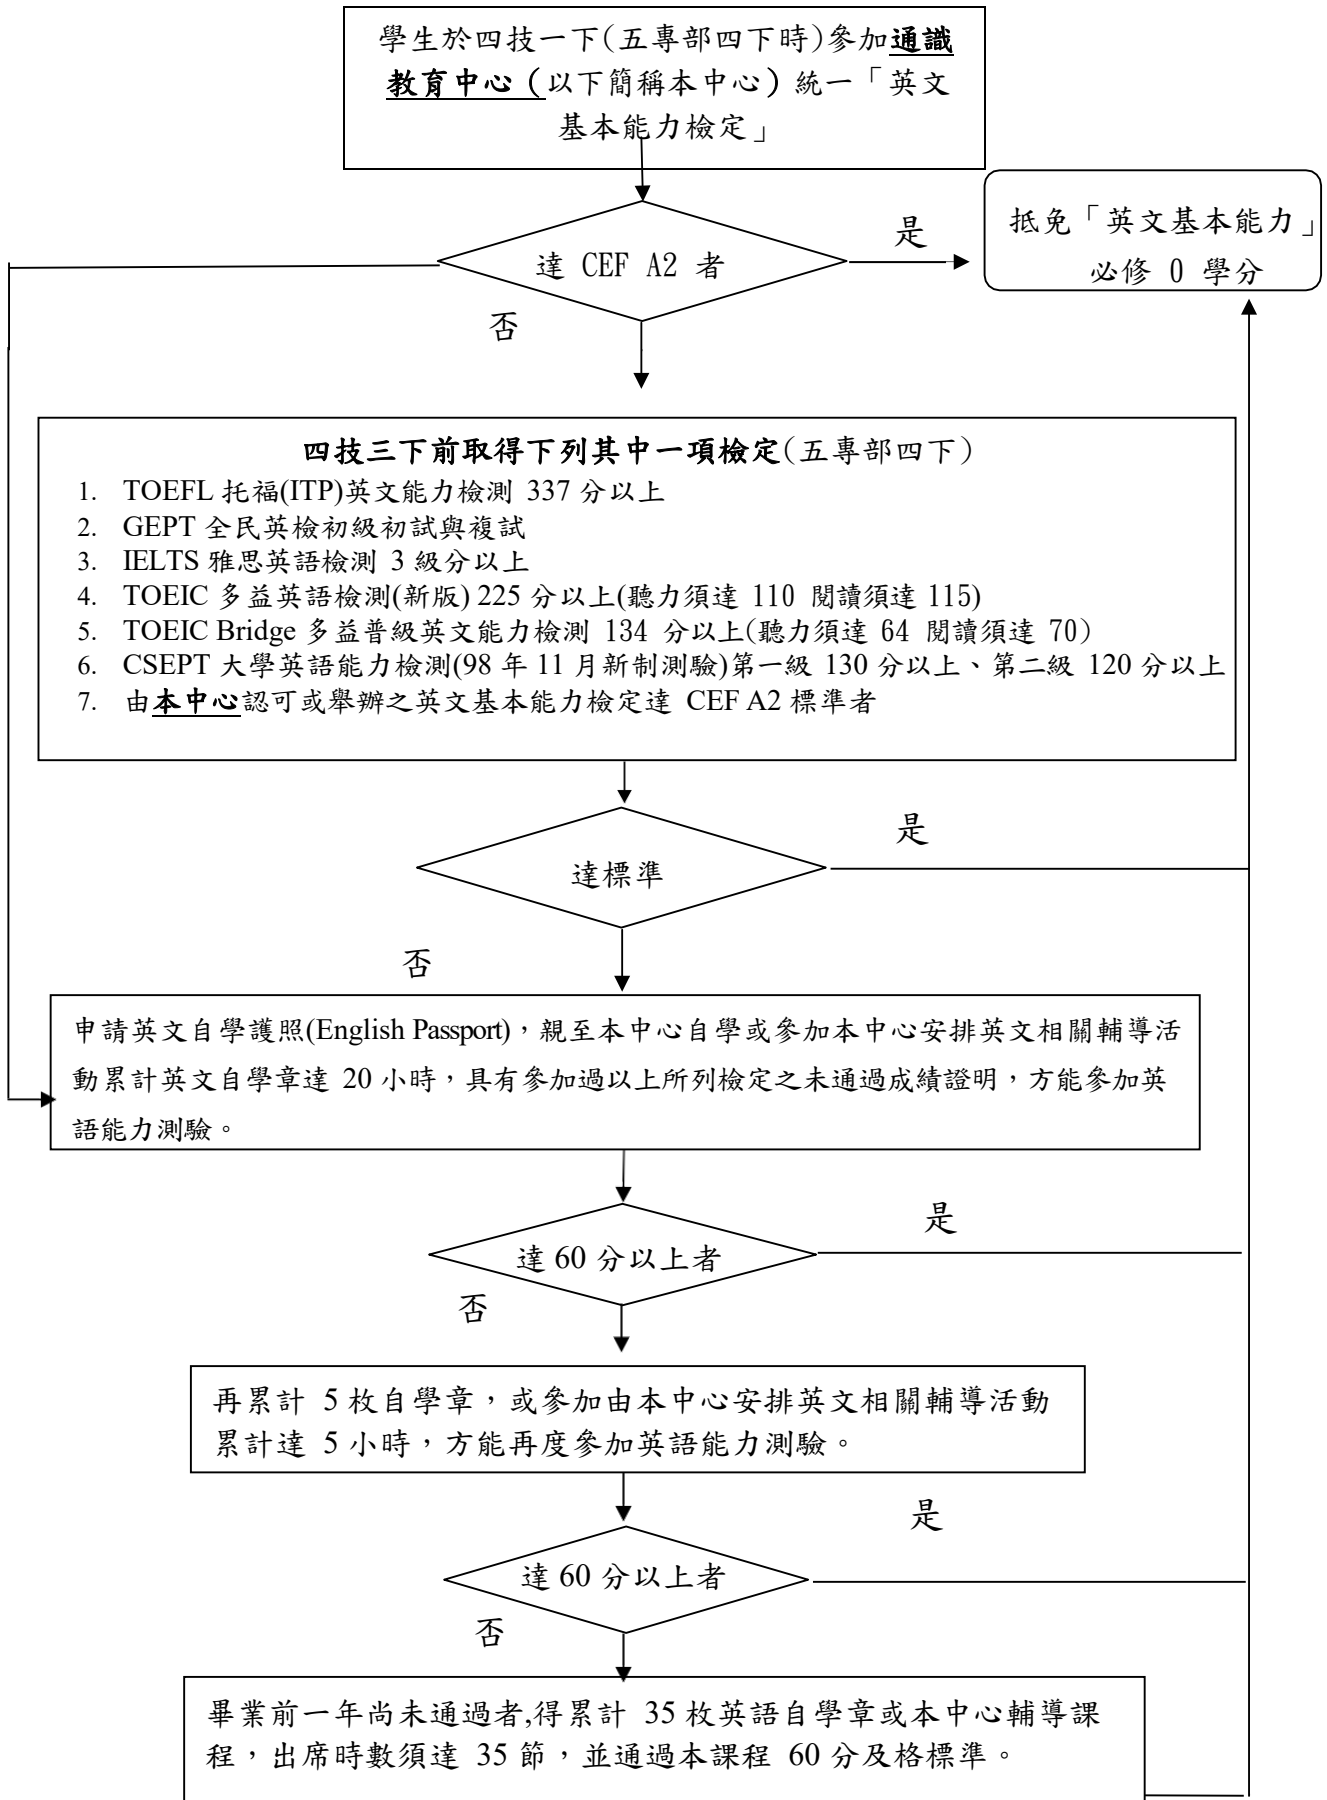 學生於四技一下(五專部四下時)參加通識
教育中心（以下簡稱本中心）統一「英文
基本能力檢定」
是
抵免「英文基本能力」
必修 0 學分
達 CEF A2 者
否
四技三下前取得下列其中一項檢定(五專部四下)
1. TOEFL 托福(ITP)英文能力檢測 337 分以上
2. GEPT 全民英檢初級初試與複試
3. IELTS 雅思英語檢測 3 級分以上
4. TOEIC 多益英語檢測(新版) 225 分以上(聽力須達 110 閱讀須達 115)
5. TOEIC Bridge 多益普級英文能力檢測 134 分以上(聽力須達 64 閱讀須達 70)
6. CSEPT 大學英語能力檢測(98 年 11 月新制測驗)第一級 130 分以上、第二級 120 分以上
7. 由本中心認可或舉辦之英文基本能力檢定達 CEF A2 標準者
是
達標準
否
申請英文自學護照(English Passport)，親至本中心自學或參加本中心安排英文相關輔導活
動累計英文自學章達 20 小時，具有參加過以上所列檢定之未通過成績證明，方能參加英
語能力測驗。
是
達 60 分以上者
否
再累計 5 枚自學章，或參加由本中心安排英文相關輔導活動
累計達 5 小時，方能再度參加英語能力測驗。
是
達 60 分以上者
否
畢業前一年尚未通過者,得累計 35 枚英語自學章或本中心輔導課
程，出席時數須達 35 節，並通過本課程 60 分及格標準。